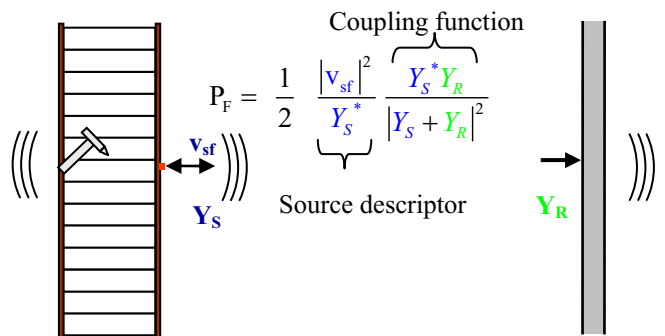 Coupling function
P_F = 1/2 |v_sf|^2/Y_S^* Y_S^* Y_R/|Y_S + Y_R|^2
v_sf
Source descriptor
Y_S
Y_R